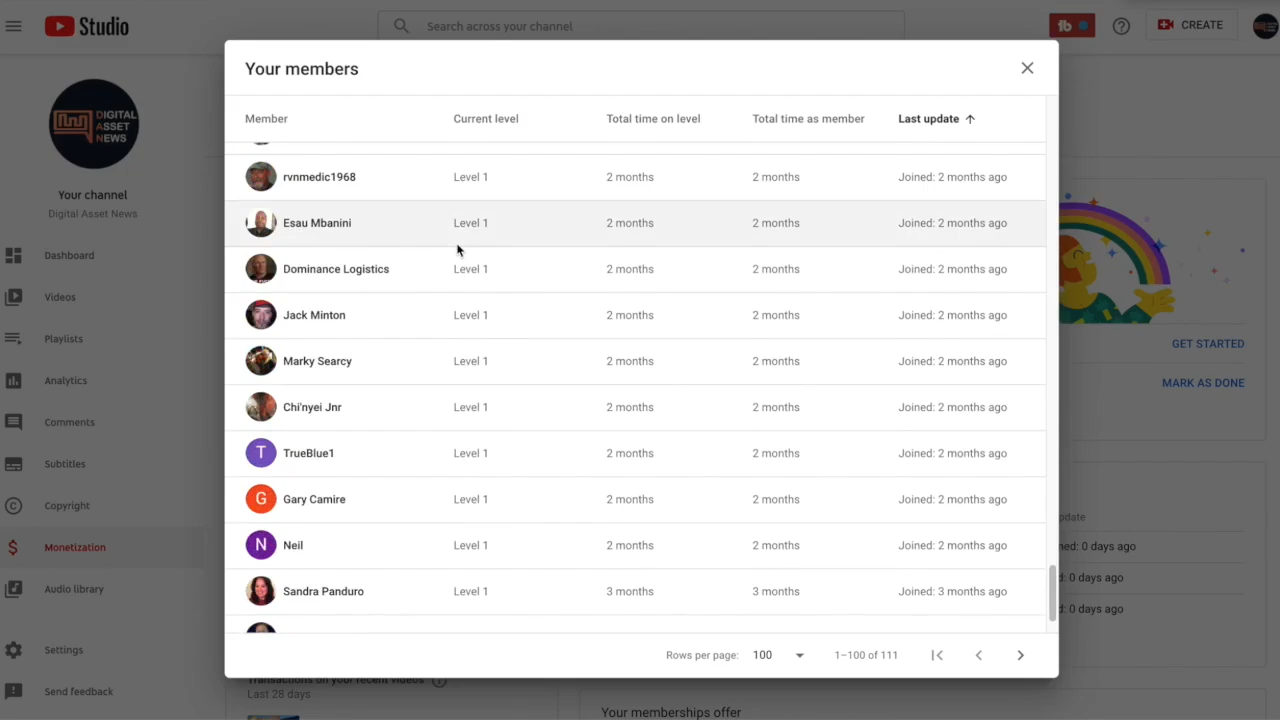 Studio
Search across your channel
CREATE
Your members
Member Current level Total time on level Total time as member Last update
rvnmedic1968 Level 1 2 months 2 months Joined: 2 months ago
Esau Mbanini Level 1 2 months 2 months Joined: 2 months ago
Dominance Logistics Level 1 2 months 2 months Joined: 2 months ago
Jack Minton Level 1 2 months 2 months Joined: 2 months ago
Marky Searcy Level 1 2 months 2 months Joined: 2 months ago
Chi'nyei Jnr Level 1 2 months 2 months Joined: 2 months ago
T TrueBlue1 Level 1 2 months 2 months Joined: 2 months ago
G Gary Camire Level 1 2 months 2 months Joined: 2 months ago
N Neil Level 1 2 months 2 months Joined: 2 months ago
Sandra Panduro Level 1 3 months 3 months Joined: 3 months ago
Rows per page: 100 1–100 of 111
DIGITAL
ASSET
NEWS
Your channel
Digital Asset News
Dashboard
Videos
Playlists
Analytics
Comments
Subtitles
Copyright
Monetization
Audio library
Settings
Send feedback
GET STARTED
MARK AS DONE
pdate
ned: 0 days ago
d: 0 days ago
d: 0 days ago
Transactions on your recent videos
Last 28 days
Your memberships offer